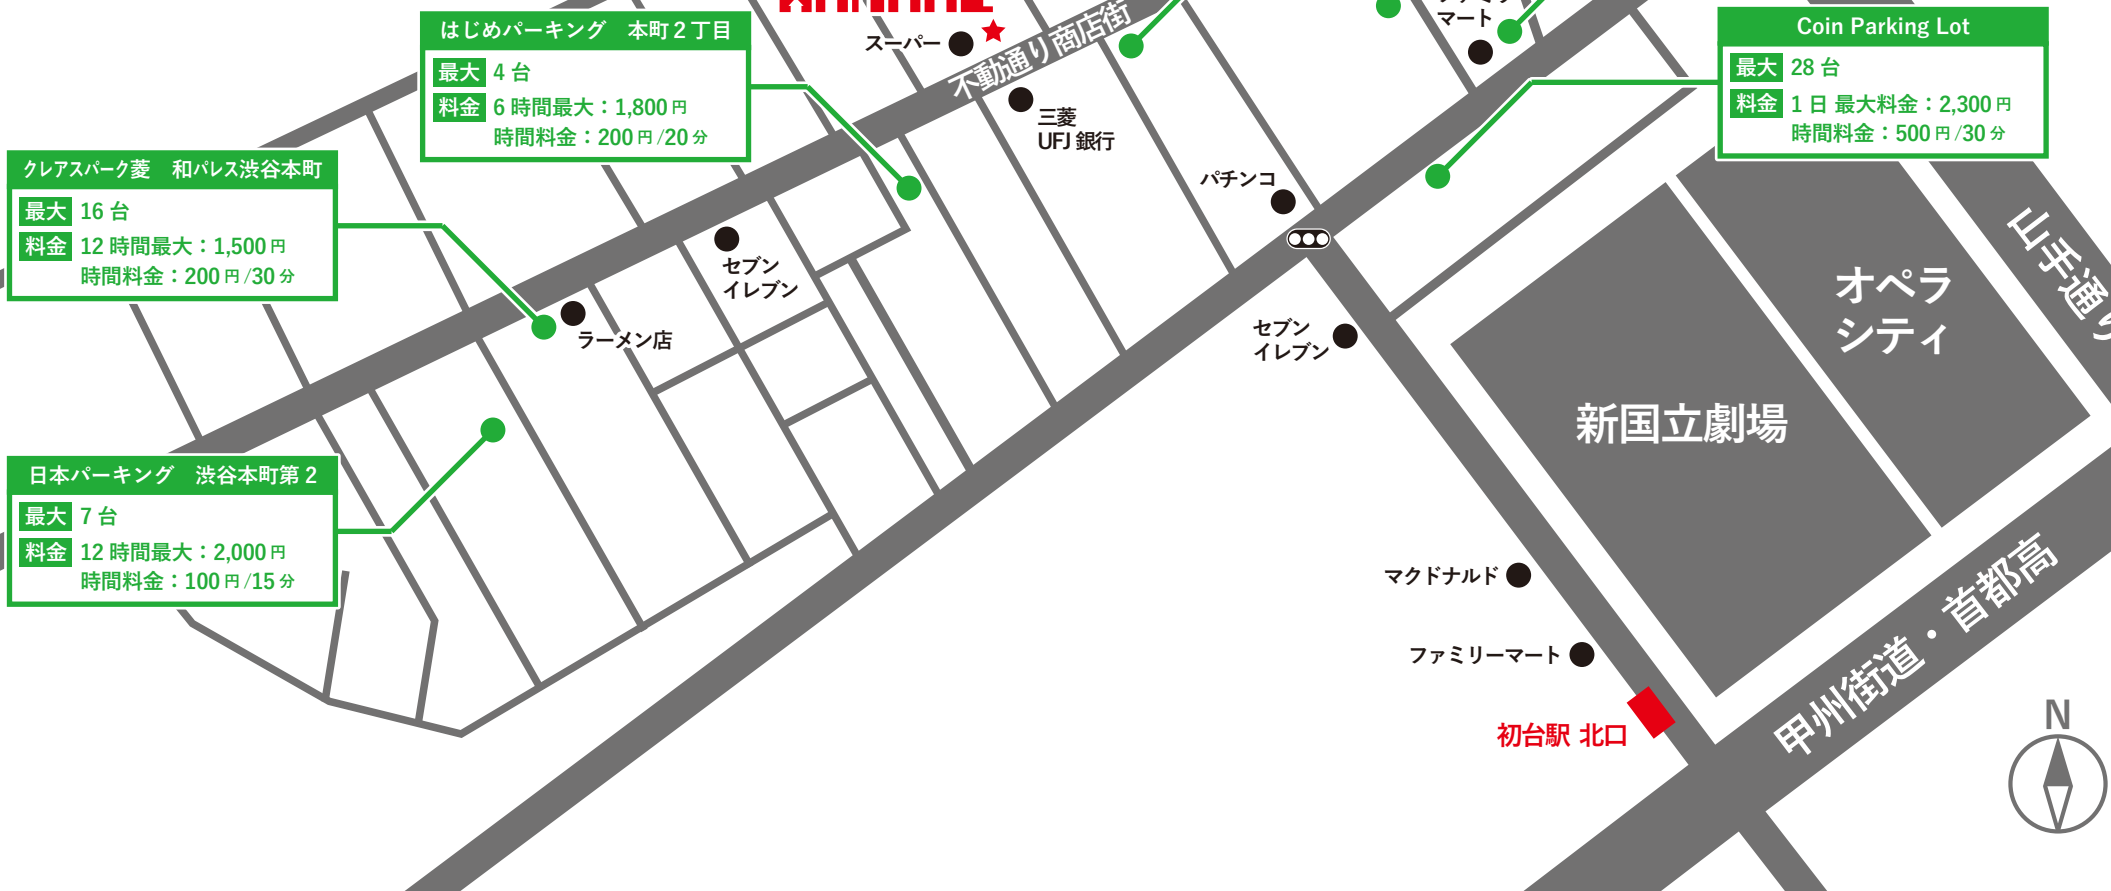 はじめパーキング　本町2丁目
最大 4台
料金 6時間最大：1,800円
時間料金：200円/20分
スーパー
不動通り商店街
マート
Coin Parking Lot
最大 28台
料金 1日 最大料金：2,300円
時間料金：500円/30分
三菱
UFJ銀行
パチンコ
クレアスパーク菱　和パレス渋谷本町
最大 16台
料金 12時間最大：1,500円
時間料金：200円/30分
セブン
イレブン
ラーメン店
セブン
イレブン
オペラ
シティ
山手通り
新国立劇場
日本パーキング　渋谷本町第2
最大 7台
料金 12時間最大：2,000円
時間料金：100円/15分
マクドナルド
ファミリーマート
初台駅 北口
甲州街道・首都高
N